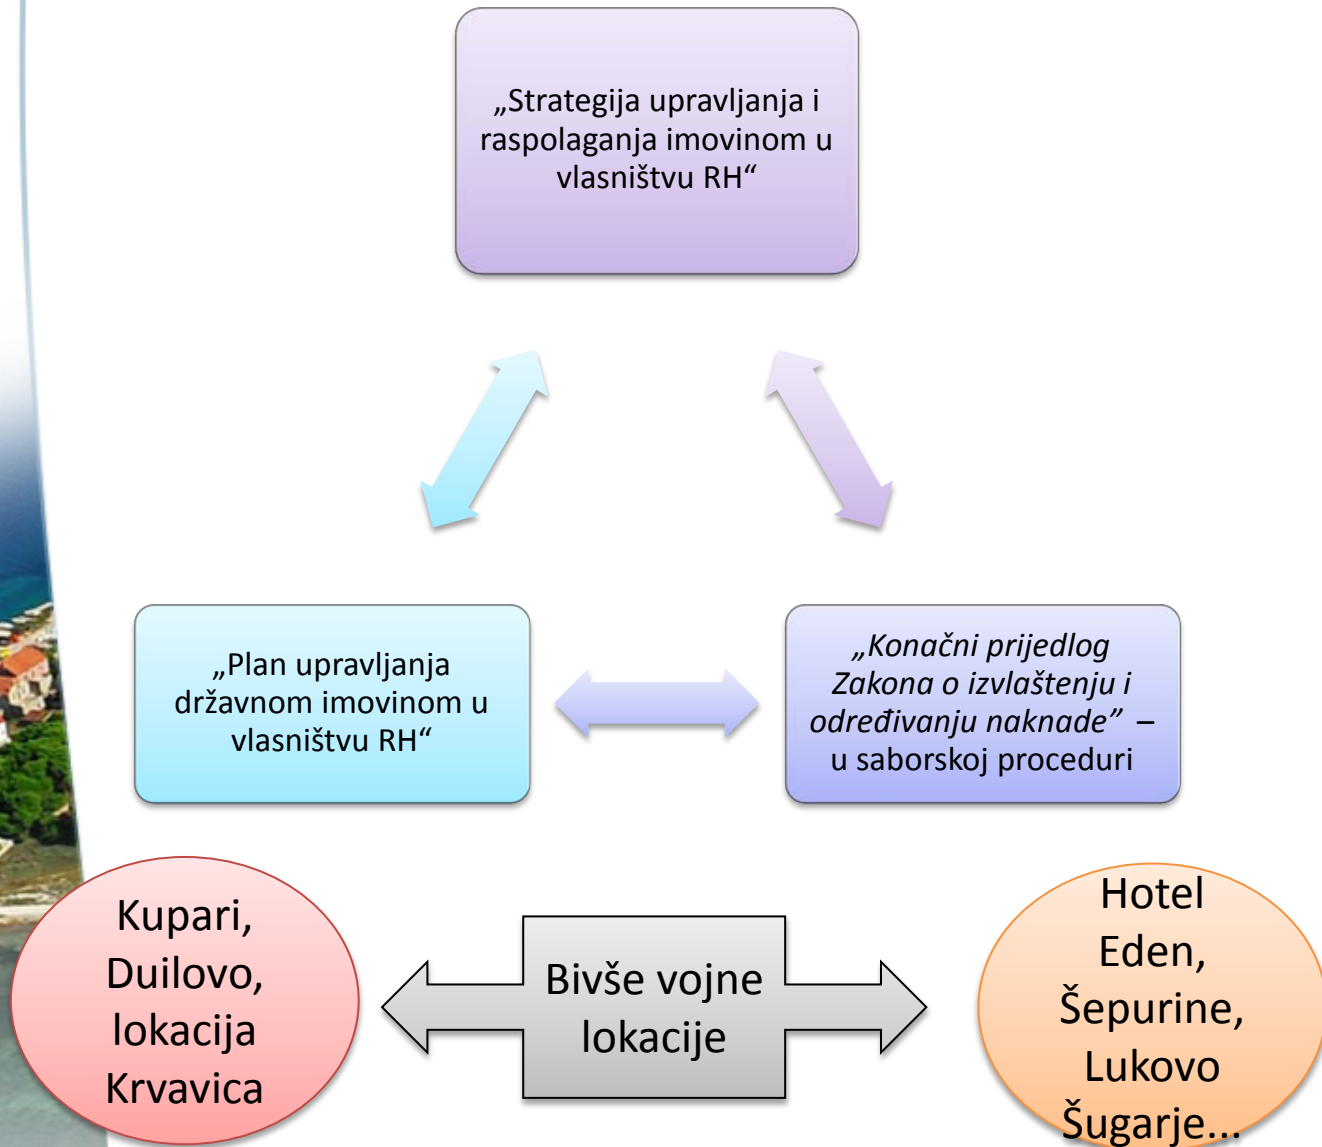 „Strategija upravljanja i
raspolaganja imovinom u
vlasništvu RH“
„Plan upravljanja
državnom imovinom u
vlasništvu RH“
„Konačni prijedlog
Zakona o izvlaštenju i
određivanju naknade” –
u saborskoj proceduri
Kupari,
Duilovo,
lokacija
Krvavica
Bivše vojne
lokacije
Hotel
Eden,
Šepurine,
Lukovo
Šugarje...